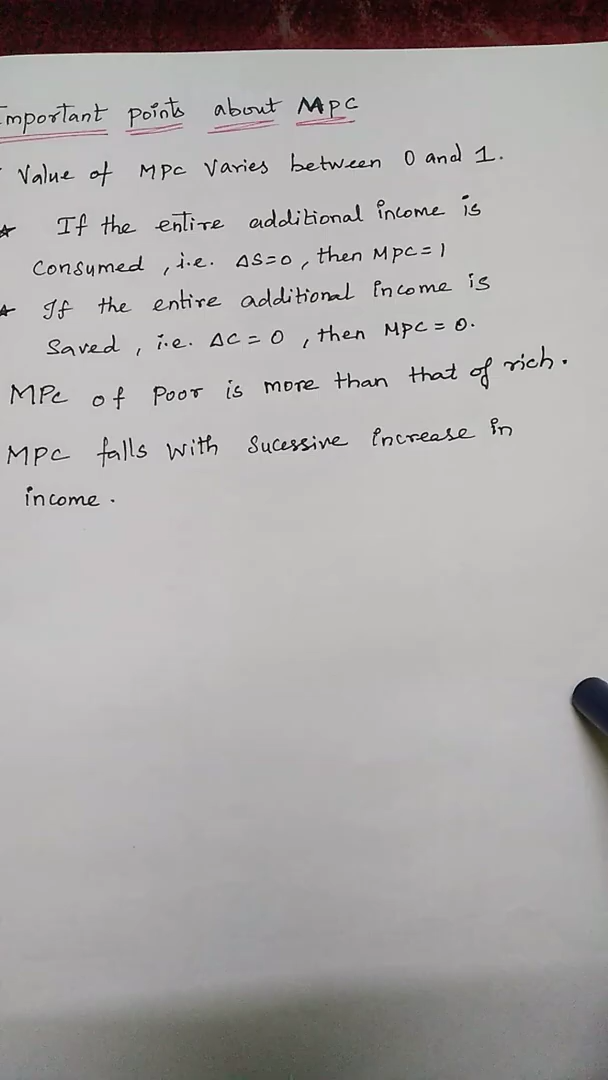 Important points about MPC
Value of MPC Varies between 0 and 1.
★ If the entire additional income is
Consumed, i.e. ΔS=0, then MPC=1
★ If the entire additional income is
Saved, i.e. ΔC = 0, then MPC = 0.
MPC of Poor is more than that of rich.
MPC falls with Sucessive increase in
income.